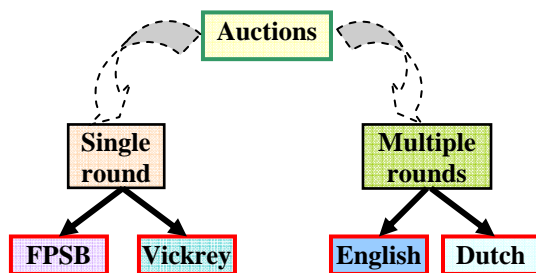 Auctions
Single
round
Multiple
rounds
FPSB
Vickrey
English
Dutch